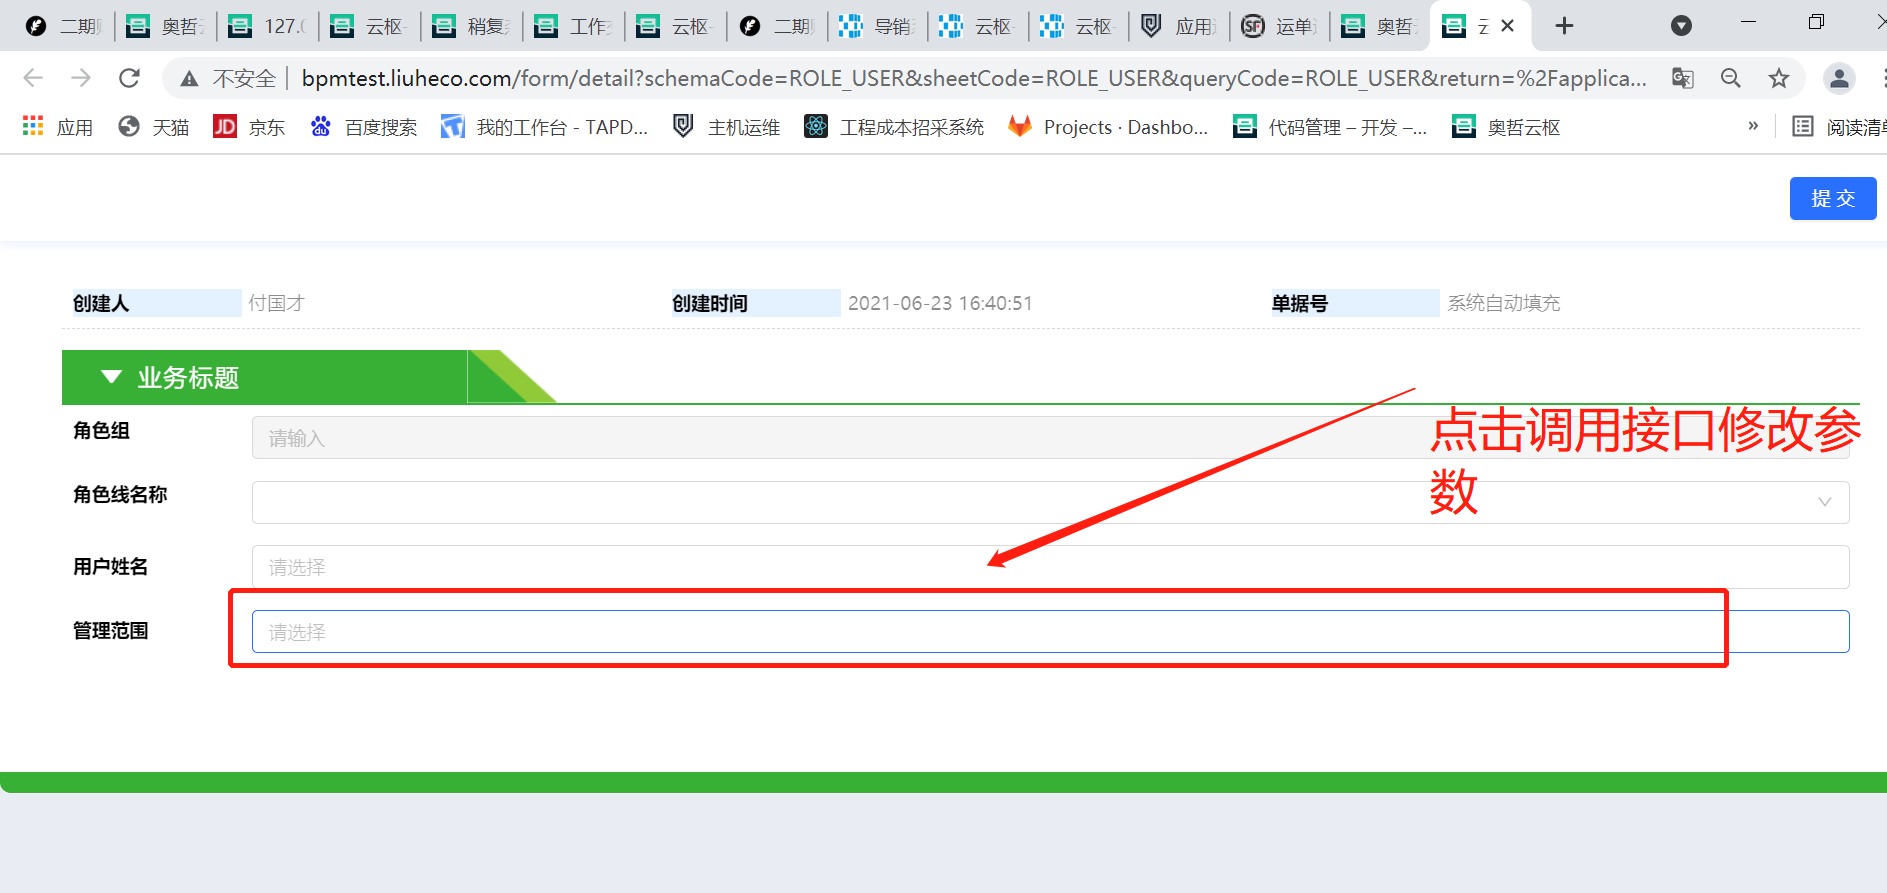 二期 奥哲 127. 云枢 稍复 工作 云枢 二期 导销 云枢 云枢 应用 SF 运单 奥哲
不安全 bpmtest.liuheco.com/form/detail?schemaCode=ROLE_USER&sheetCode=ROLE_USER&queryCode=ROLE_USER&return=%2Fapplica...
应用 天猫 JD 京东 百度搜索 我的工作台 - TAPD... 主机运维 工程成本招采系统 Projects · Dashbo... 代码管理 – 开发 –... 奥哲云枢 » 阅读清单
提 交
创建人 付国才 创建时间 2021-06-23 16:40:51 单据号 系统自动填充
业务标题
角色组 请输入
点击调用接口修改参
数
角色线名称
用户姓名 请选择
管理范围 请选择